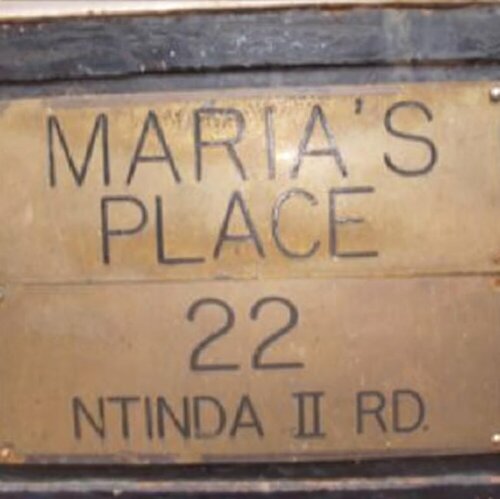 MARIA'S
PLACE
22
NTINDA II RD.